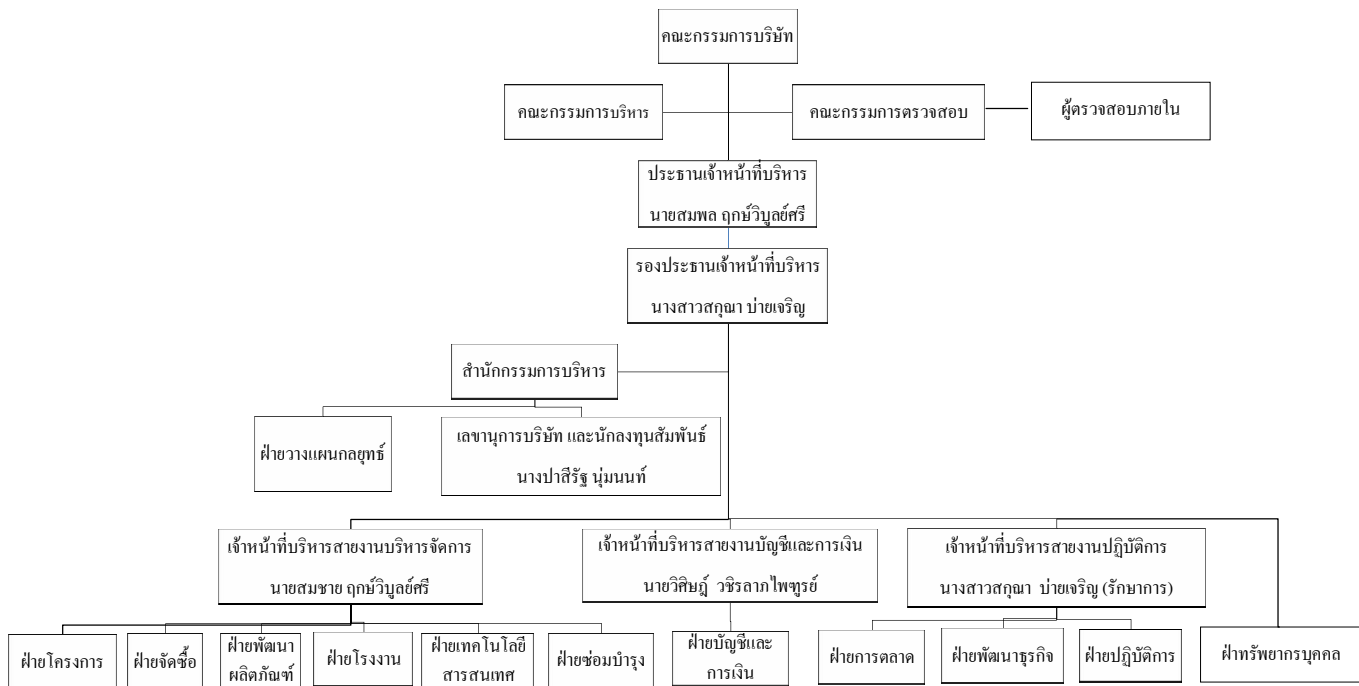 คณะกรรมการบริษัท
คณะกรรมการบริหาร
คณะกรรมการตรวจสอบ
ผู้ตรวจสอบภายใน
ประธานเจ้าหน้าที่บริหาร
นายสมพล ฤกษ์วิบูลย์ศรี
รองประธานเจ้าหน้าที่บริหาร
นางสาวสกุณา บ่ายเจริญ
สำนักกรรมการบริหาร
ฝ่ายวางแผนกลยุทธ์
เลขานุการบริษัท และนักลงทุนสัมพันธ์
นางปาสีรัฐ นุ่มนนท์
เจ้าหน้าที่บริหารสายงานบริหารจัดการ
นายสมชาย ฤกษ์วิบูลย์ศรี
เจ้าหน้าที่บริหารสายงานบัญชีและการเงิน
นายวิศิษฎ์ วชิรลาภไพฑูรย์
เจ้าหน้าที่บริหารสายงานปฏิบัติการ
นางสาวสกุณา บ่ายเจริญ (รักษาการ)
ฝ่ายโครงการ
ฝ่ายจัดซื้อ
ฝ่ายพัฒนา
ผลิตภัณฑ์
ฝ่ายโรงงาน
ฝ่ายเทคโนโลยี
สารสนเทศ
ฝ่ายซ่อมบำรุง
ฝ่ายบัญชีและ
การเงิน
ฝ่ายการตลาด
ฝ่ายพัฒนาธุรกิจ
ฝ่ายปฏิบัติการ
ฝ่าทรัพยากรบุคคล